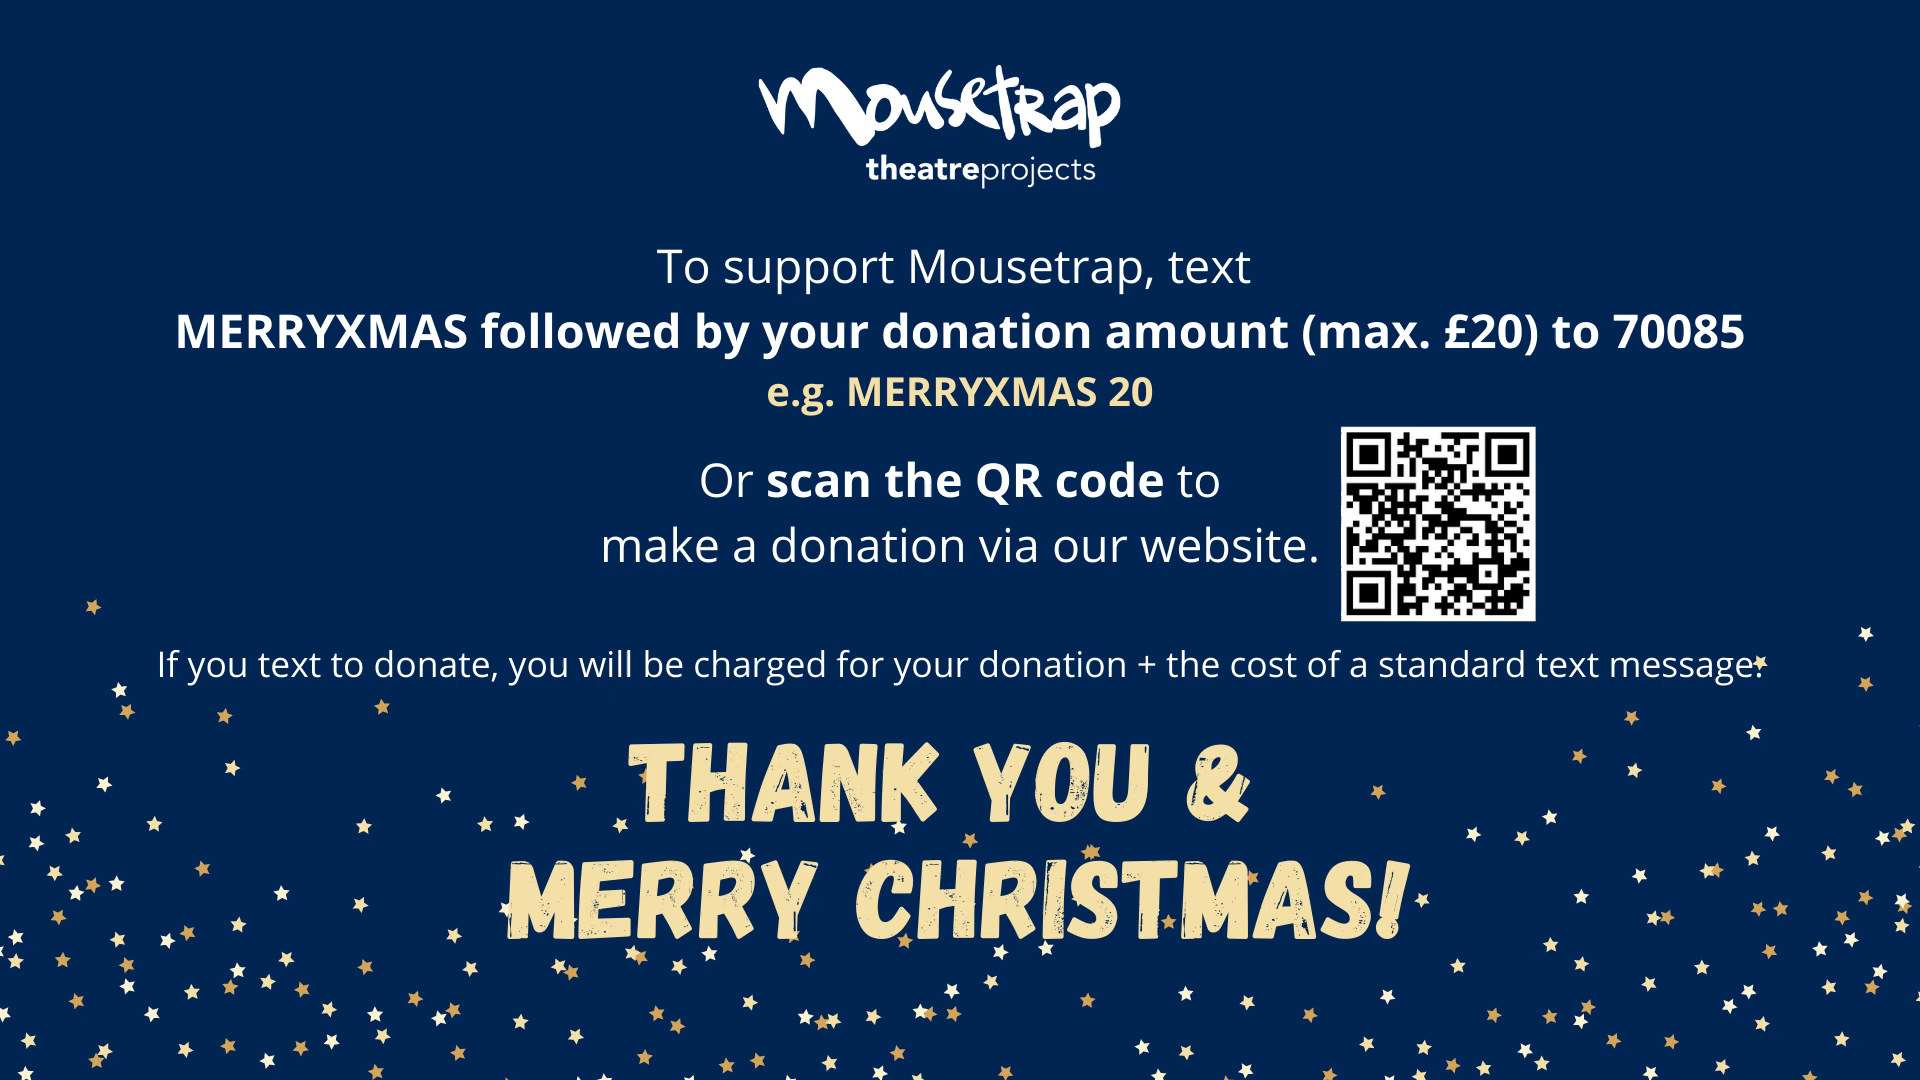 Mousetrap
theatreprojects
To support Mousetrap, text
MERRYXMAS followed by your donation amount (max. £20) to 70085
e.g. MERRYXMAS 20
Or scan the QR code to
make a donation via our website.
If you text to donate, you will be charged for your donation + the cost of a standard text message.
THANK YOU &
MERRY CHRISTMAS!